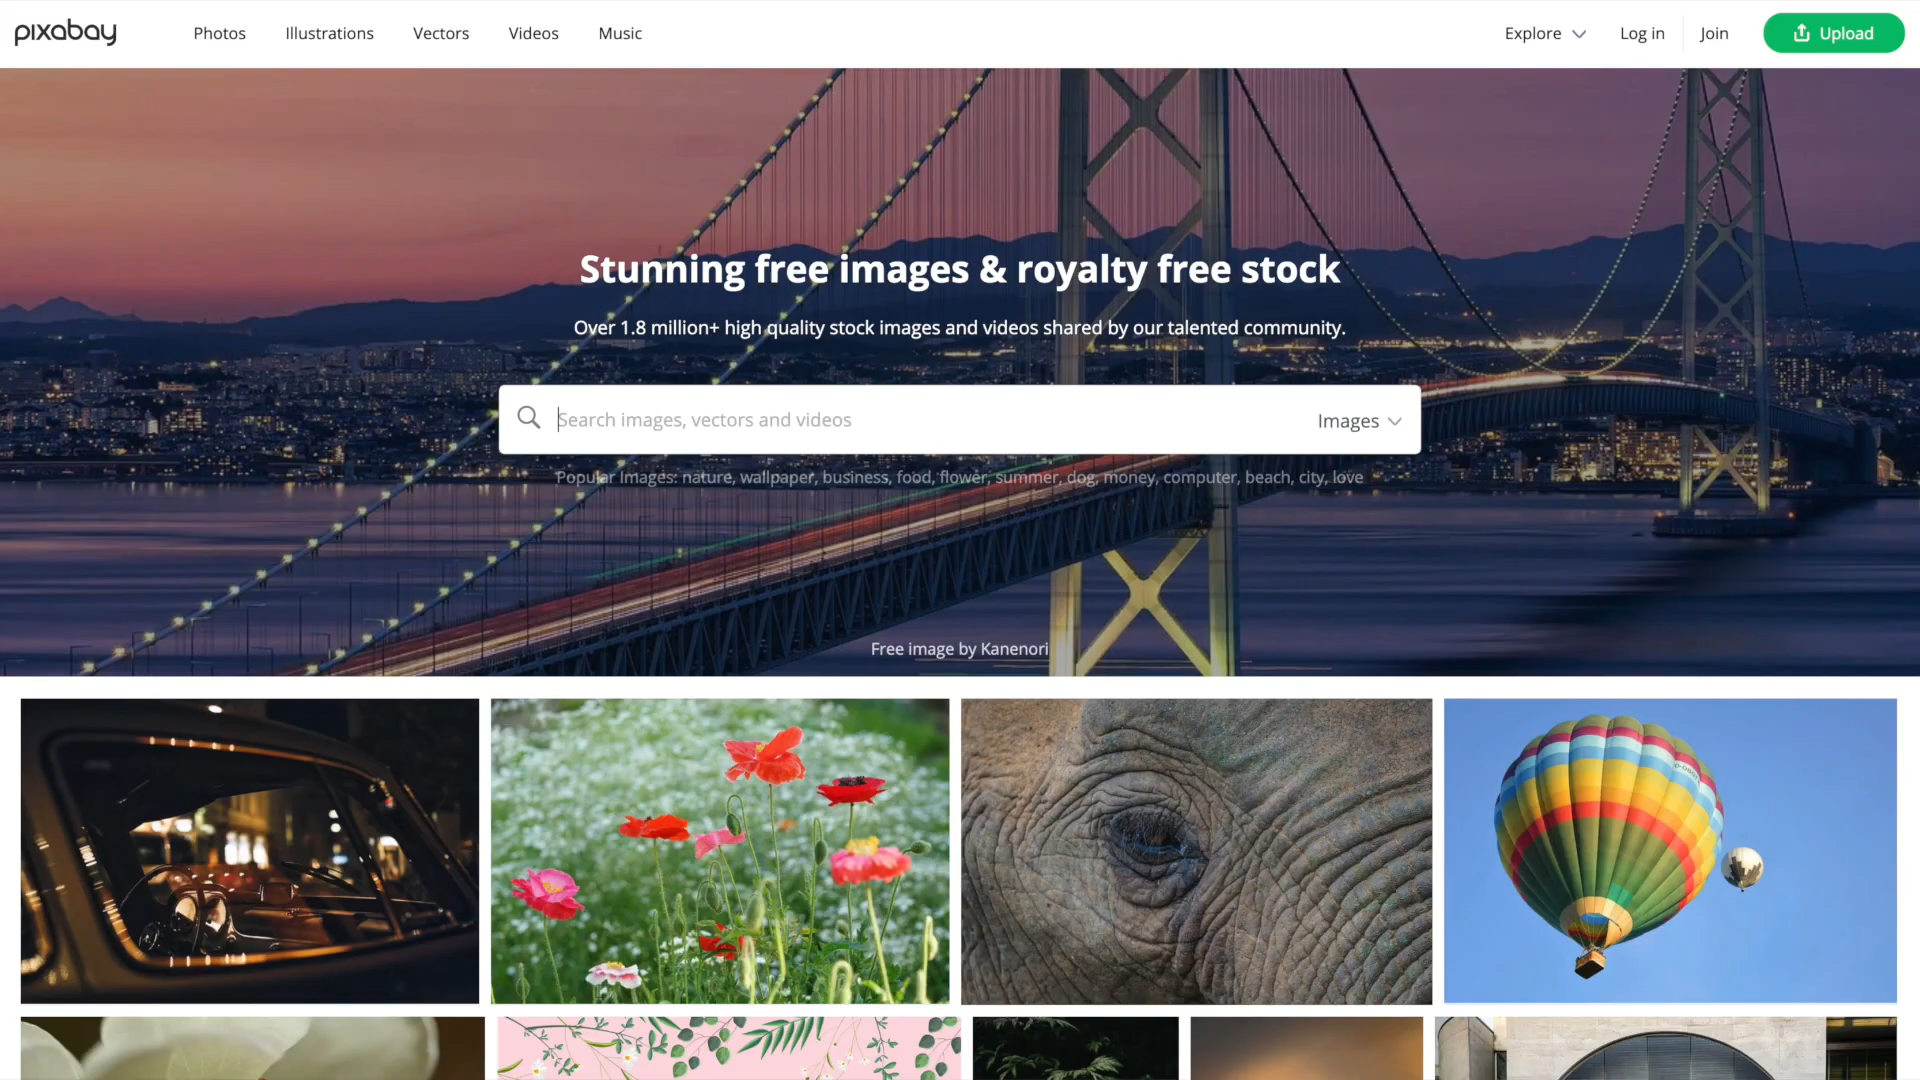 pixabay
Photos Illustrations Vectors Videos Music
Explore Log in Join Upload
Stunning free images & royalty free stock
Over 1.8 million+ high quality stock images and videos shared by our talented community.
Search images, vectors and videos Images
Popular Images: nature, wallpaper, business, food, flower, summer, dog, money, computer, beach, city, love
Free image by Kanenori